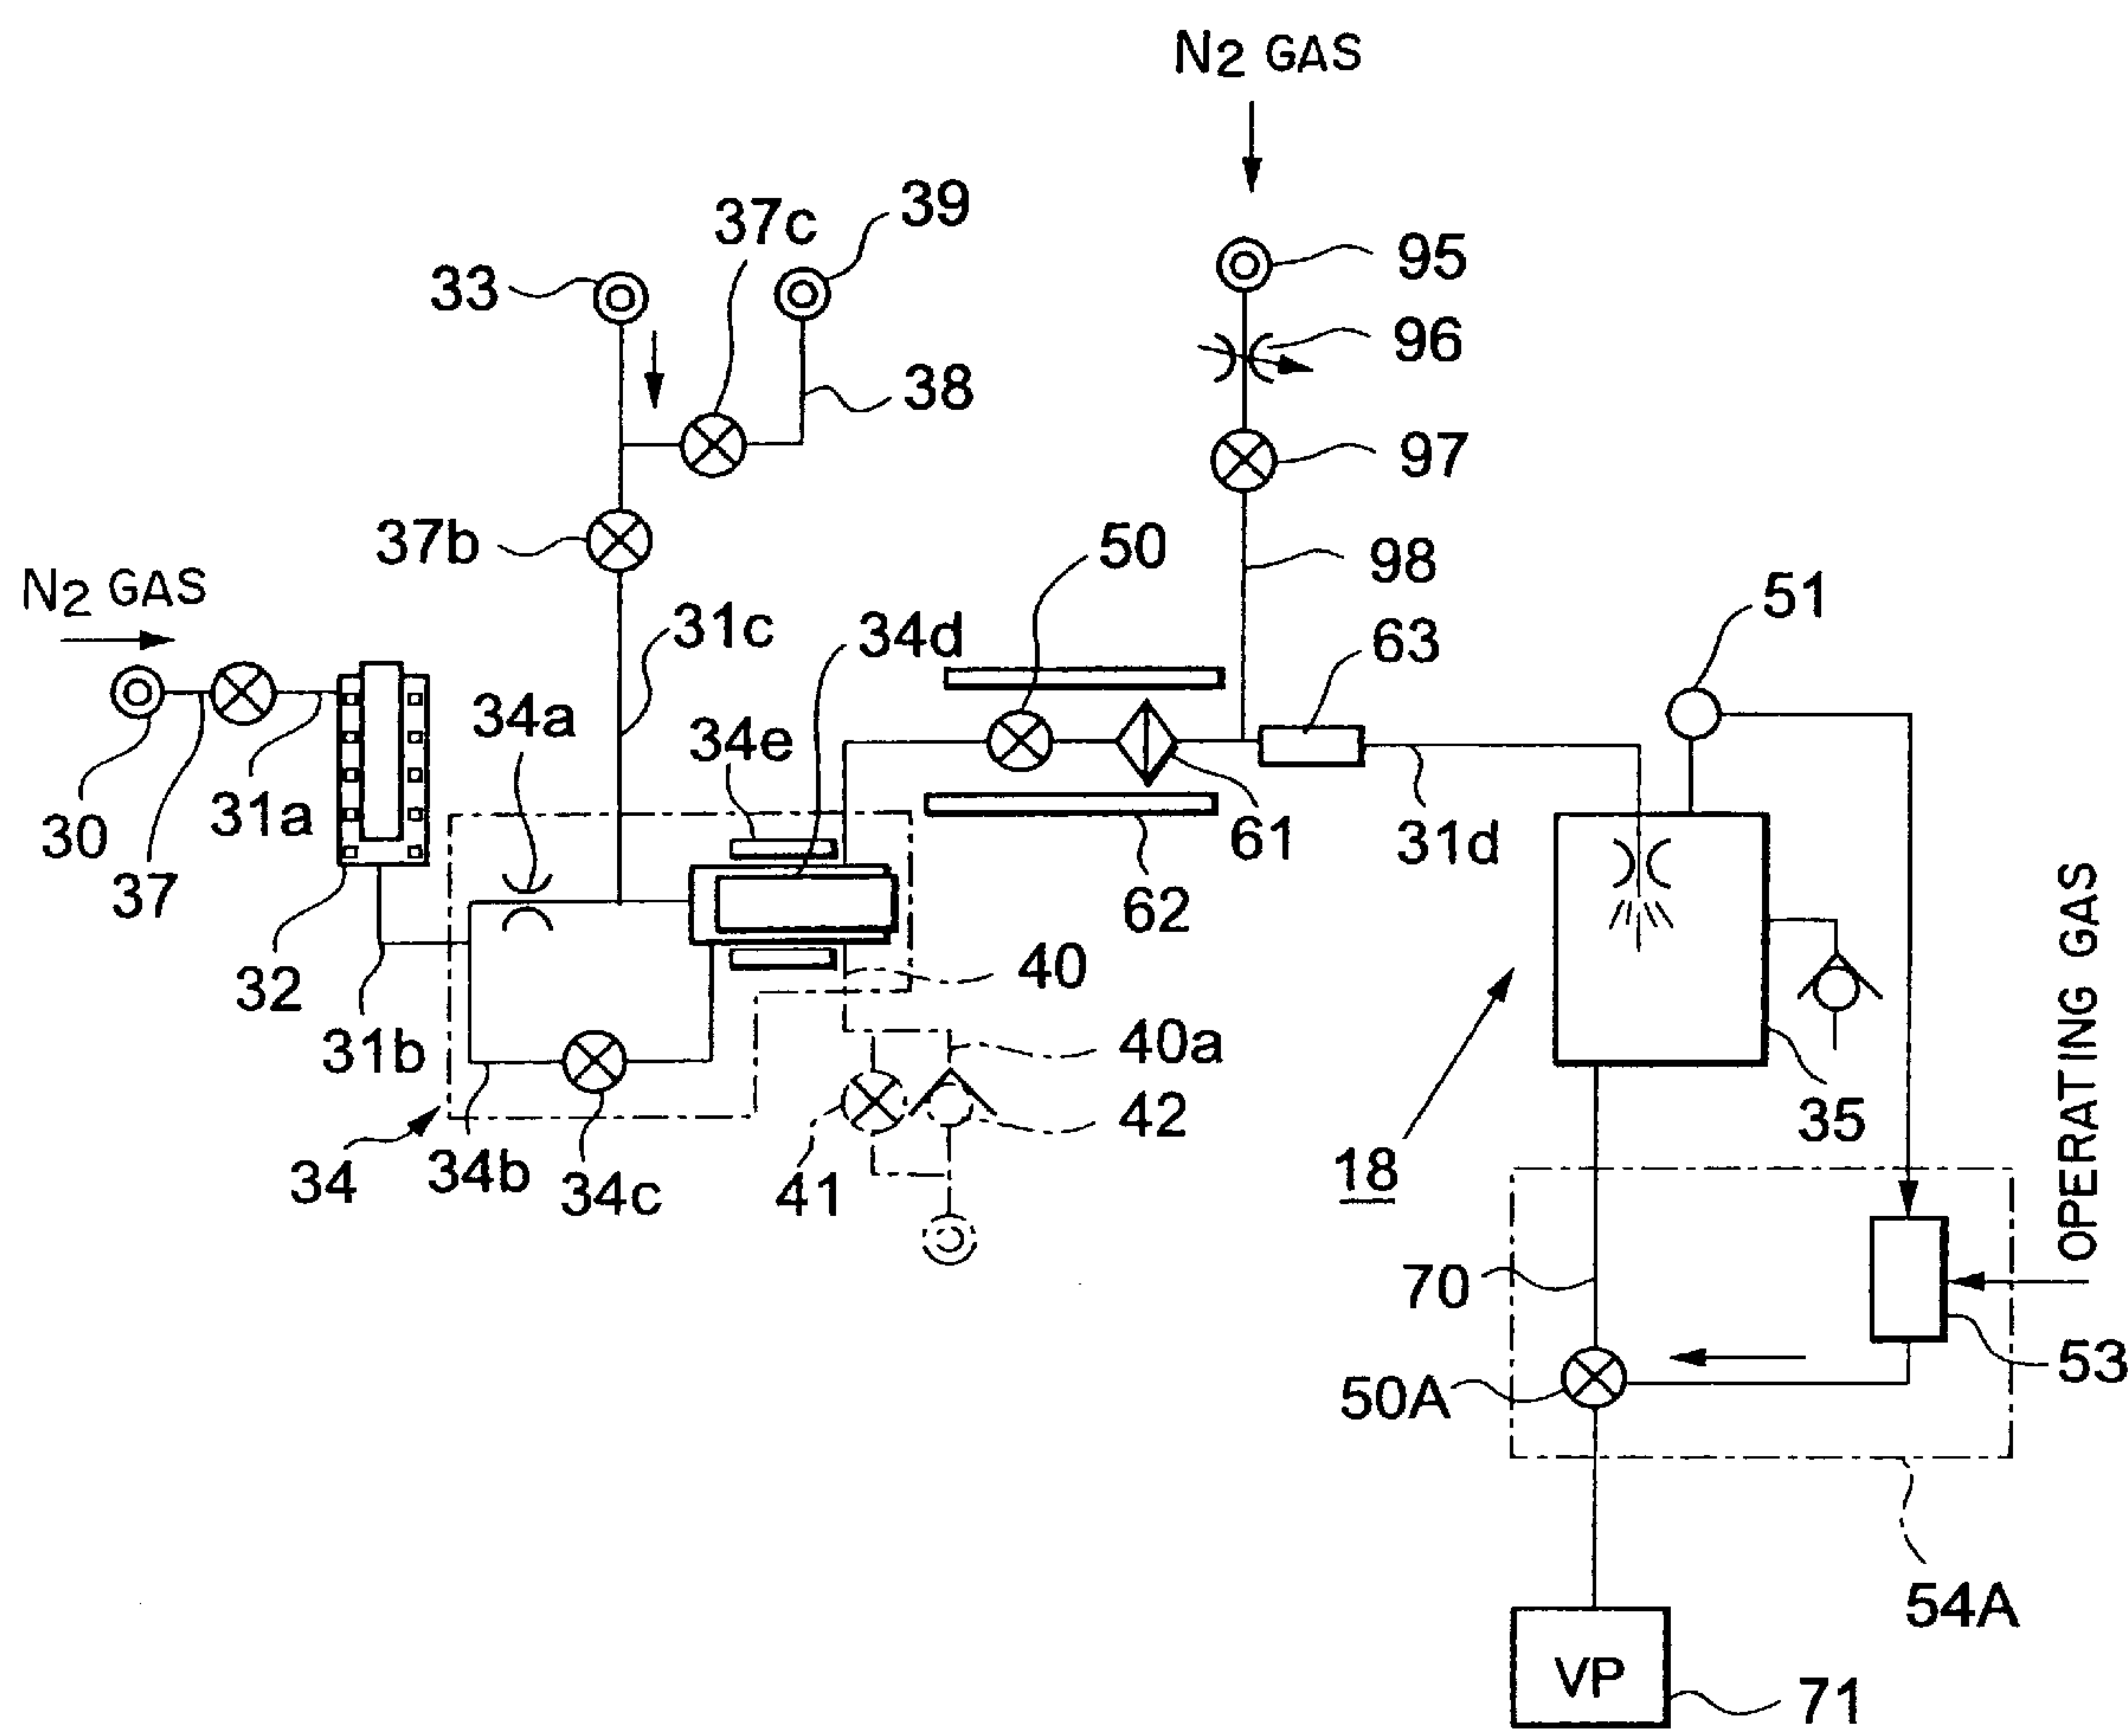 N2 GAS
39
37c
33
95
96
38
97
37b
50
98
N2 GAS
51
31c
34d
63
34a
34e
30
31a
61
31d
37
62
32
40
31b
40a
42
35
34
34b
34c
41
18
OPERATING GAS
70
53
50A
54A
VP
71